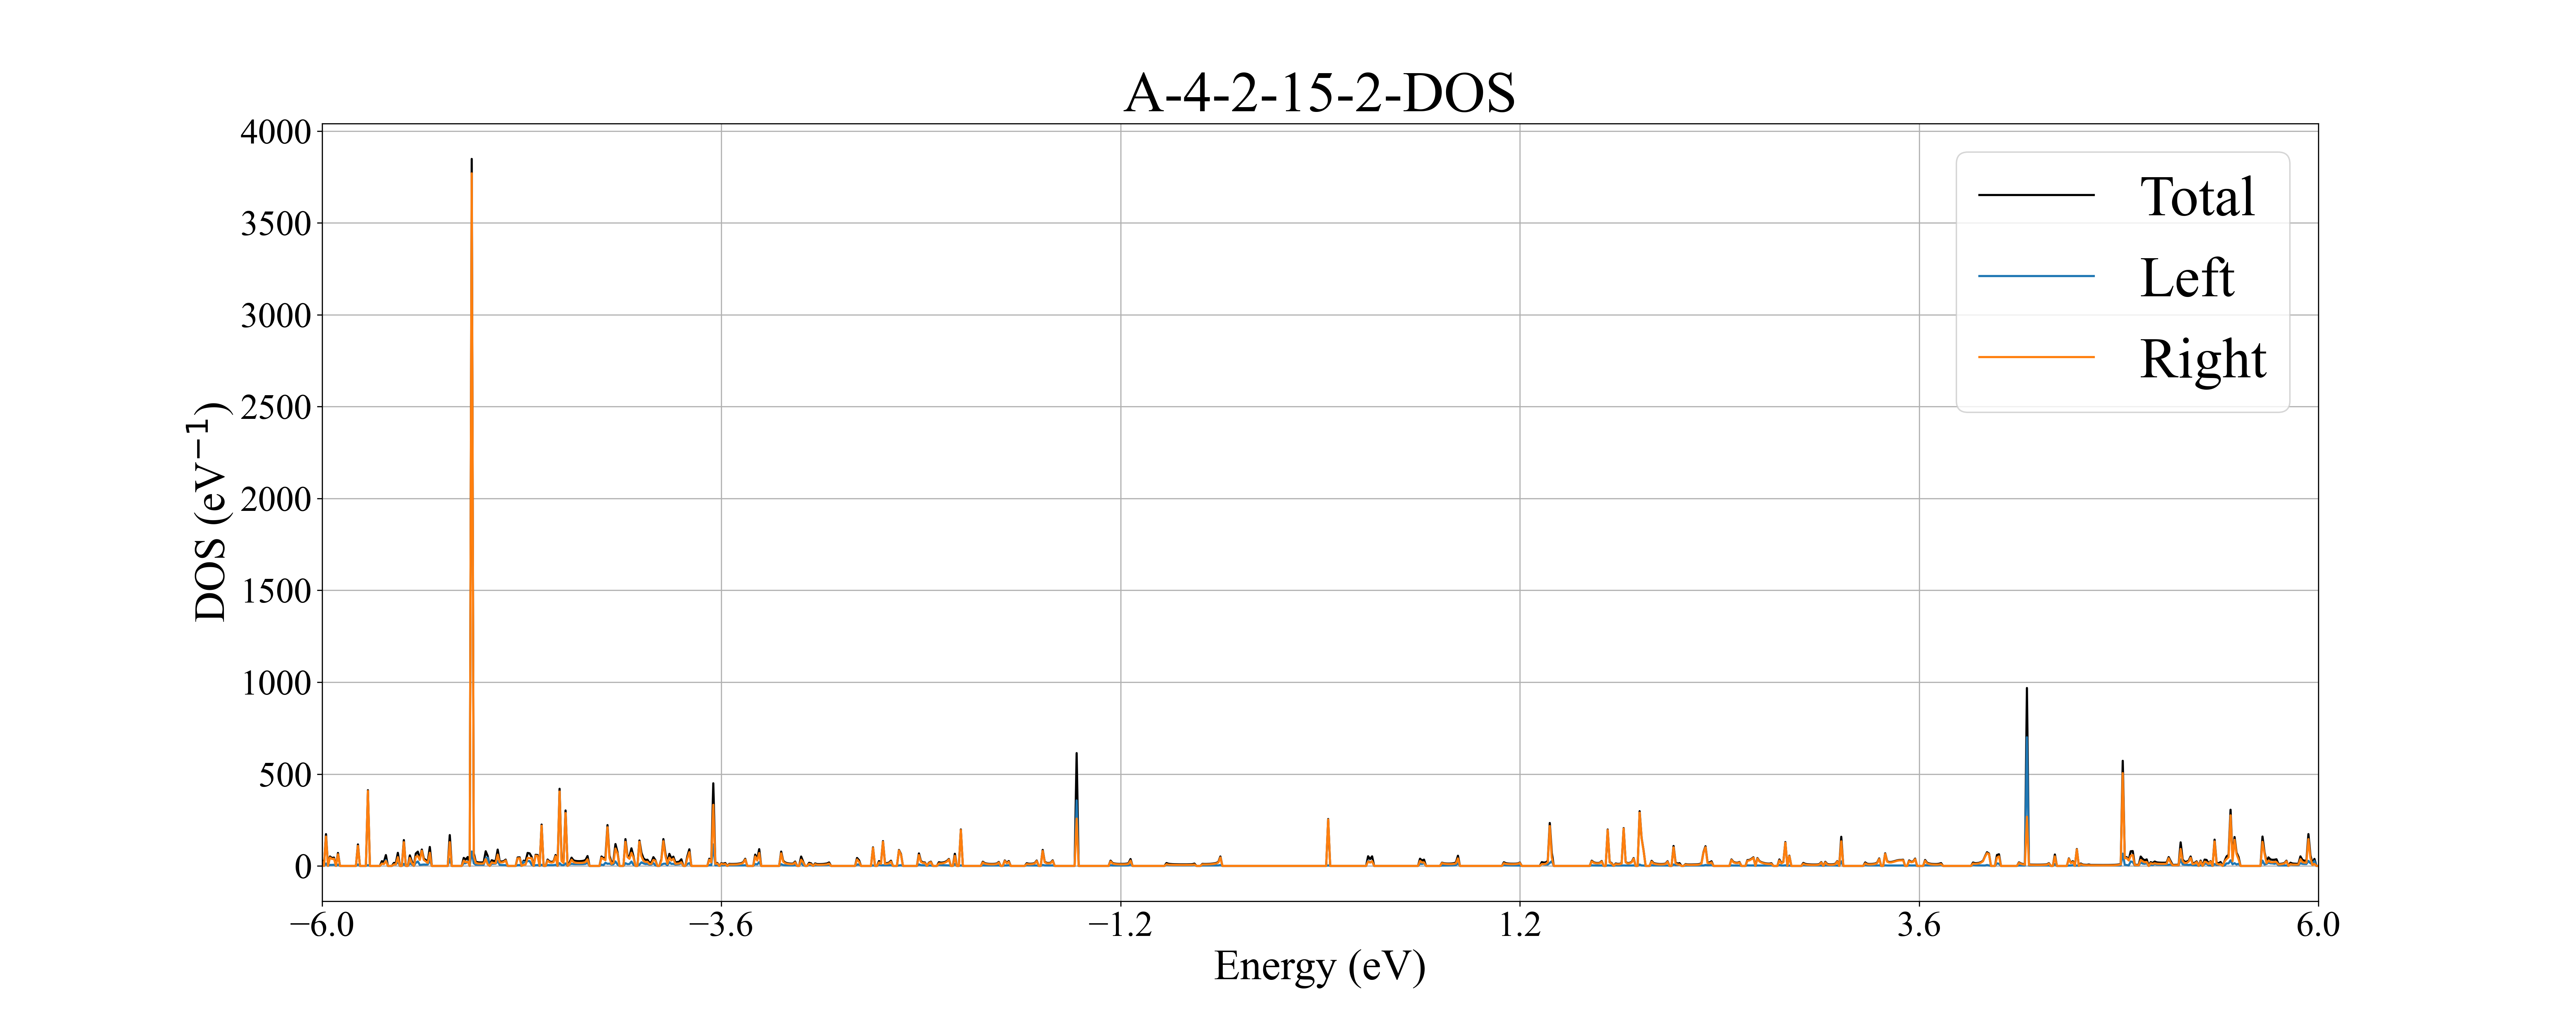 A-4-2-15-2-DOS
4000
3500
3000
2500
2000
1500
1000
500
0
DOS (eV⁻¹)
Total
Left
Right
−6.0 −3.6 −1.2 1.2 3.6 6.0
Energy (eV)